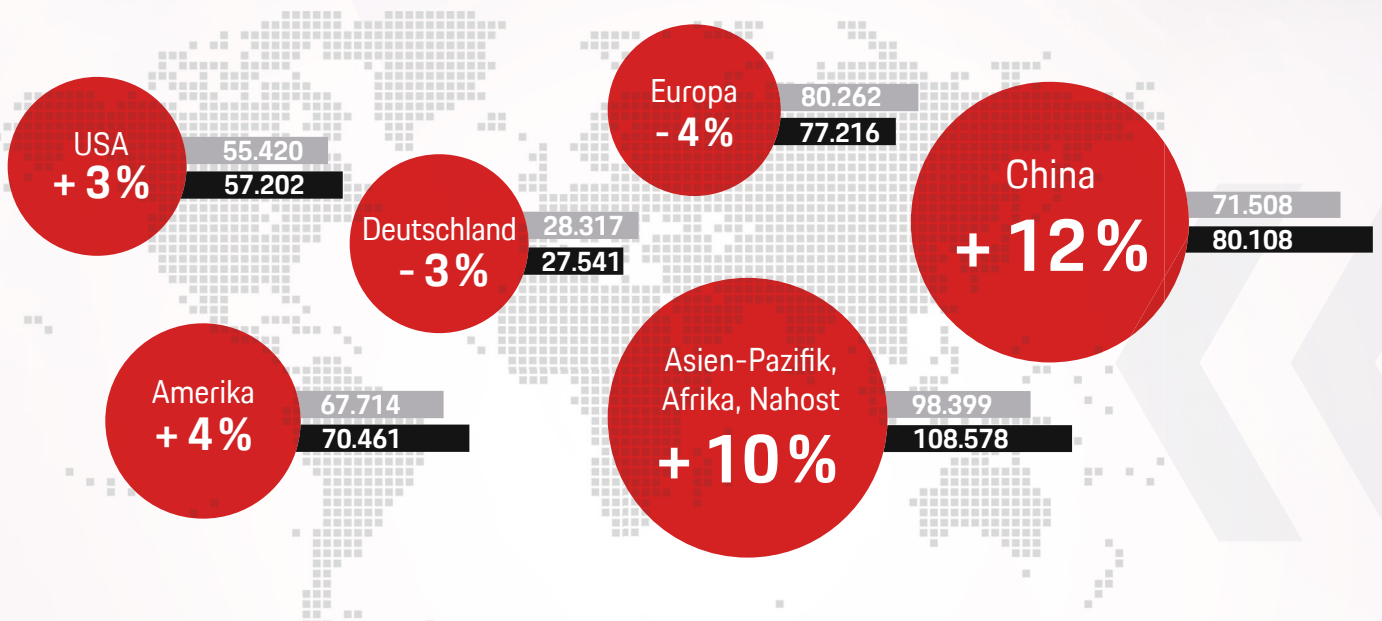 USA
+ 3 %
55.420
57.202
Deutschland
- 3 %
28.317
27.541
Europa
- 4 %
80.262
77.216
China
+ 12 %
71.508
80.108
Amerika
+ 4 %
67.714
70.461
Asien-Pazifik,
Afrika, Nahost
+ 10 %
98.399
108.578